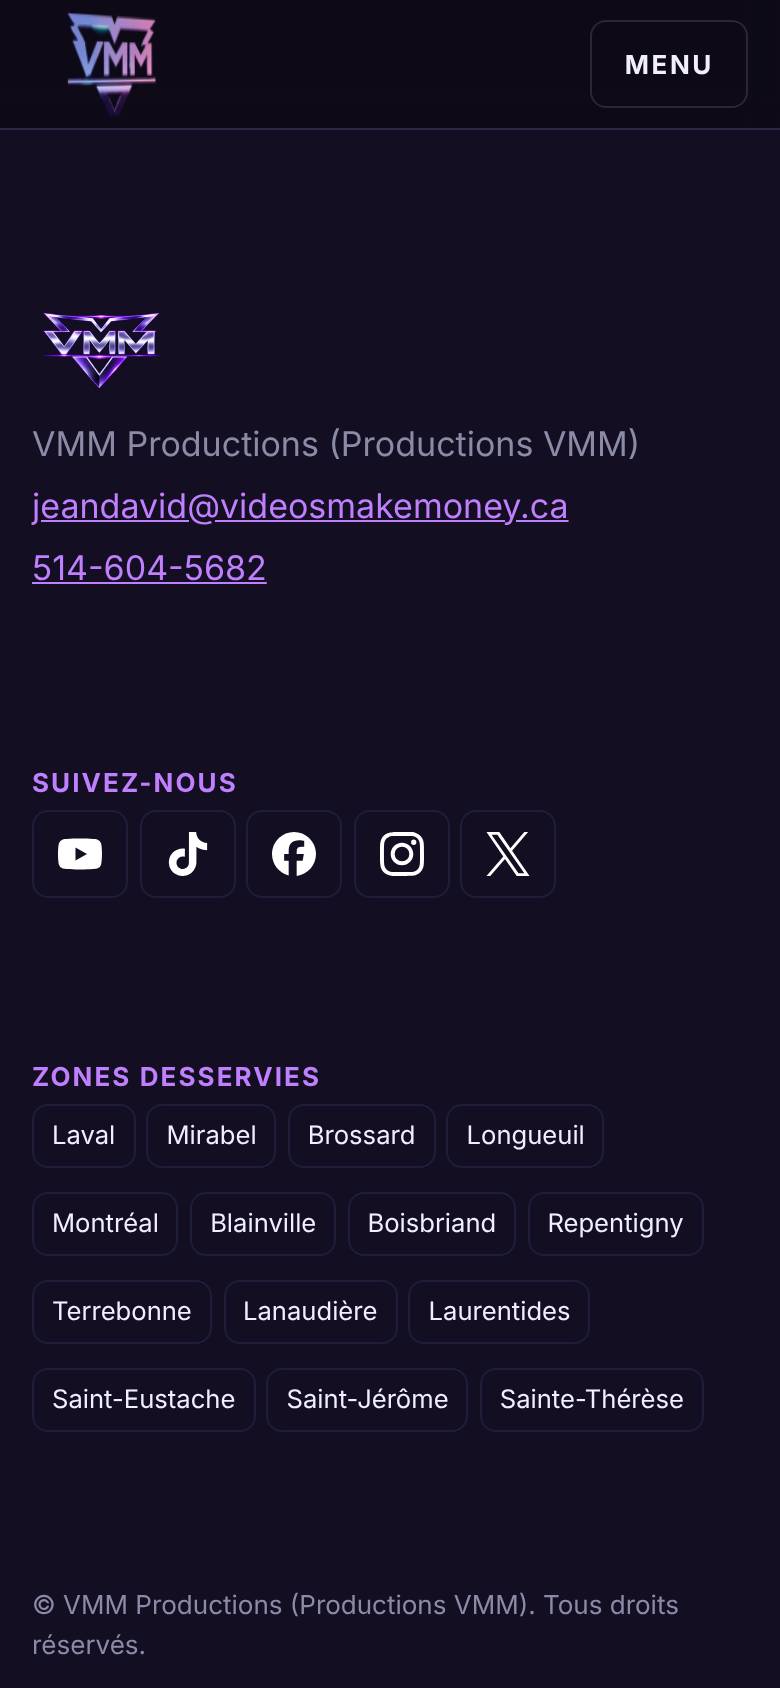 VMM
MENU
VMM
VMM Productions (Productions VMM)
jeandavid@videosmakemoney.ca
514-604-5682
SUIVEZ-NOUS
ZONES DESSERVIES
Laval Mirabel Brossard Longueuil
Montréal Blainville Boisbriand Repentigny
Terrebonne Lanaudière Laurentides
Saint-Eustache Saint-Jérôme Sainte-Thérèse
© VMM Productions (Productions VMM). Tous droits
réservés.